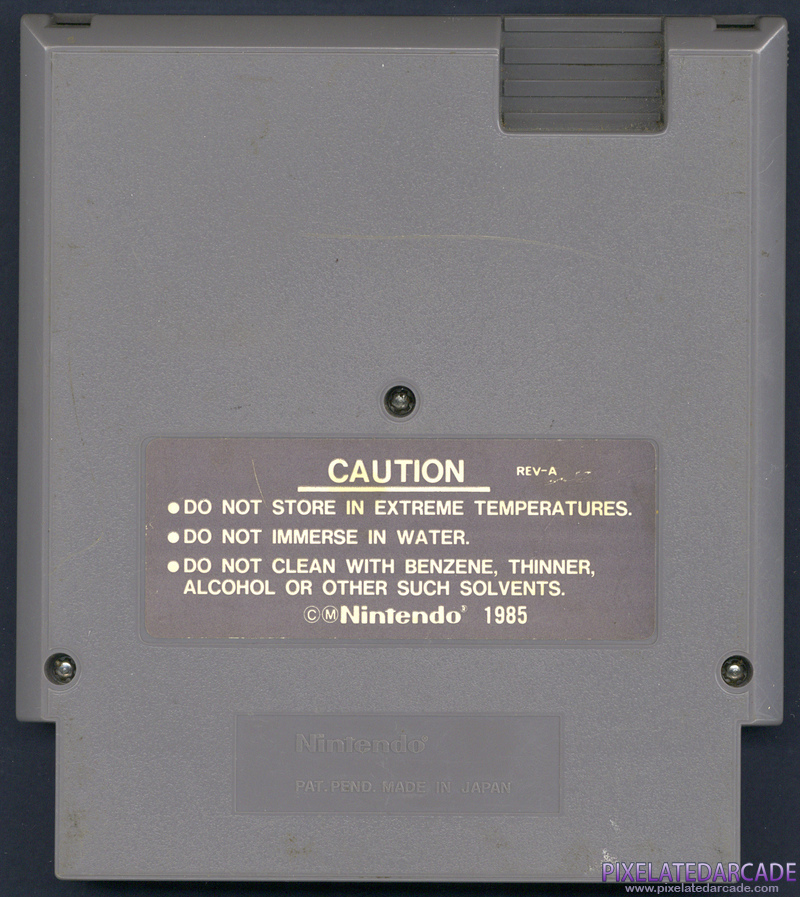 CAUTION REV-A
●DO NOT STORE IN EXTREME TEMPERATURES.
●DO NOT IMMERSE IN WATER.
●DO NOT CLEAN WITH BENZENE, THINNER,
ALCOHOL OR OTHER SUCH SOLVENTS.
ⒸⓂNintendo® 1985
Nintendo®
PAT. PEND. MADE IN JAPAN
PIXELATEDARCADE
www.pixelatedarcade.com